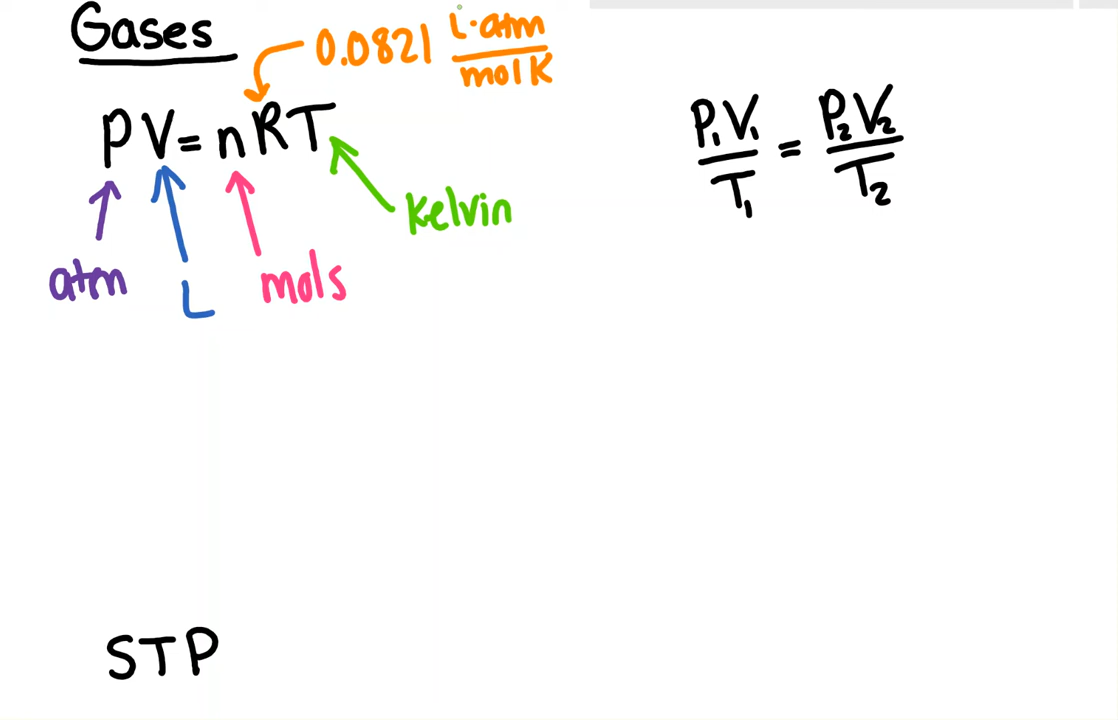 Gases
0.0821 L·atm / mol K
PV = nRT
P₁V₁ / T₁ = P₂V₂ / T₂
Kelvin
atm
L
mols
STP